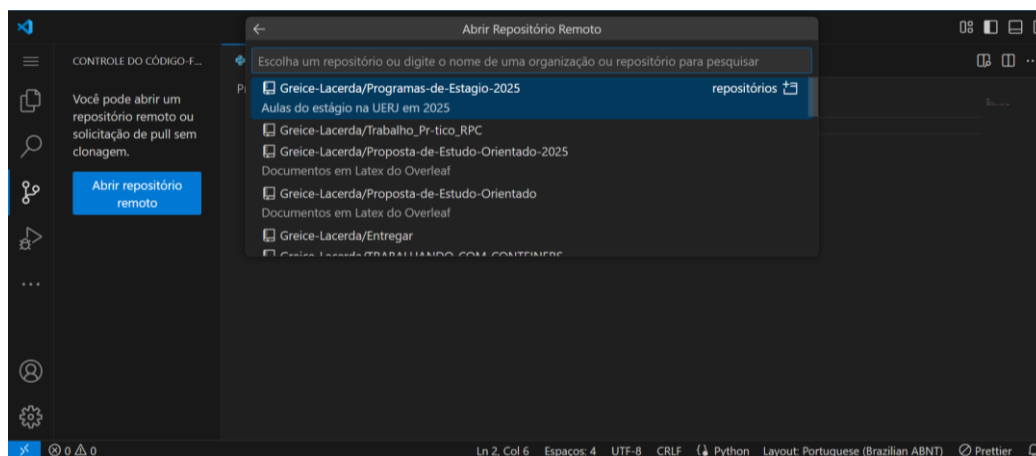 Abrir Repositório Remoto
CONTROLE DO CÓDIGO-F...
Você pode abrir um
repositório remoto ou
solicitação de pull sem
clonagem.
Abrir repositório
remoto
Escolha um repositório ou digite o nome de uma organização ou repositório para pesquisar
Greice-Lacerda/Programas-de-Estagio-2025 repositórios
Aulas do estágio na UERJ em 2025
Greice-Lacerda/Trabalho_Pr-tico_RPC
Greice-Lacerda/Proposta-de-Estudo-Orientado-2025
Documentos em Latex do Overleaf
Greice-Lacerda/Proposta-de-Estudo-Orientado
Documentos em Latex do Overleaf
Greice-Lacerda/Entregar
Greice-Lacerda/TRABALHANDO_COM_CONTEINERS
0 0 Ln 2, Col 6 Espaços: 4 UTF-8 CRLF Python Layout: Portuguese (Brazilian ABNT) Prettier